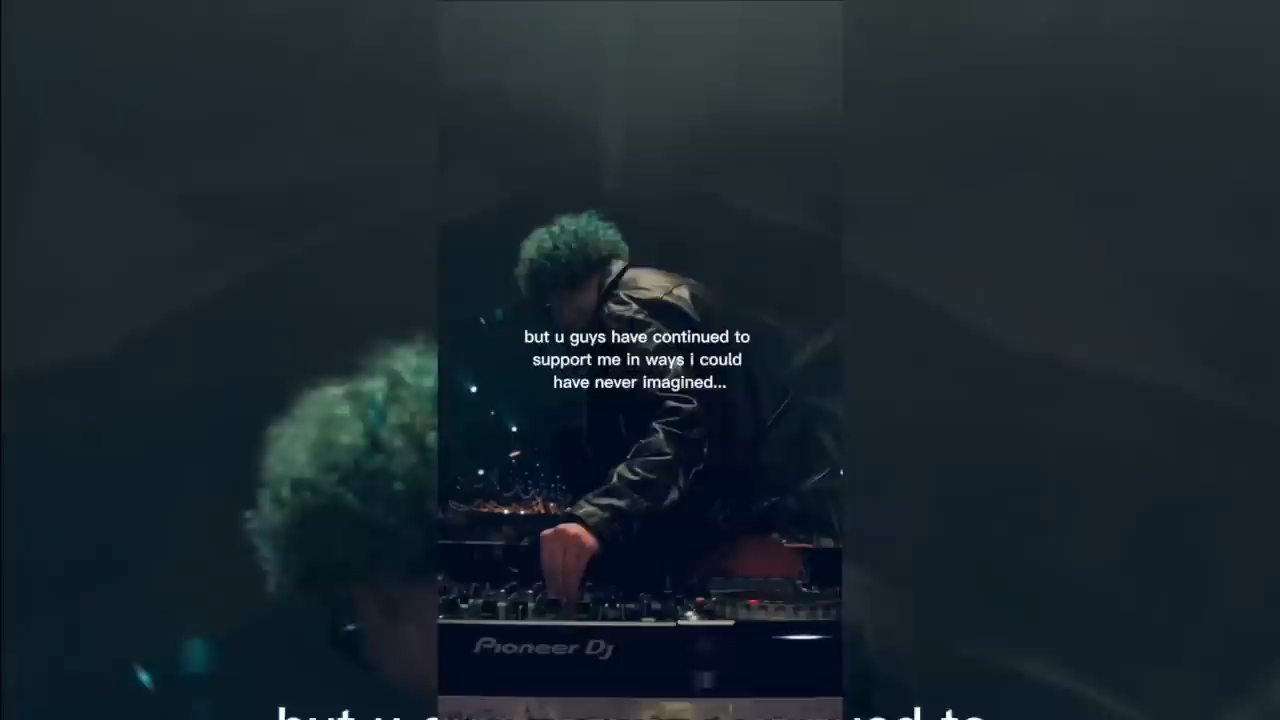 but u guys have continued to
support me in ways i could
have never imagined...
Pioneer Dj